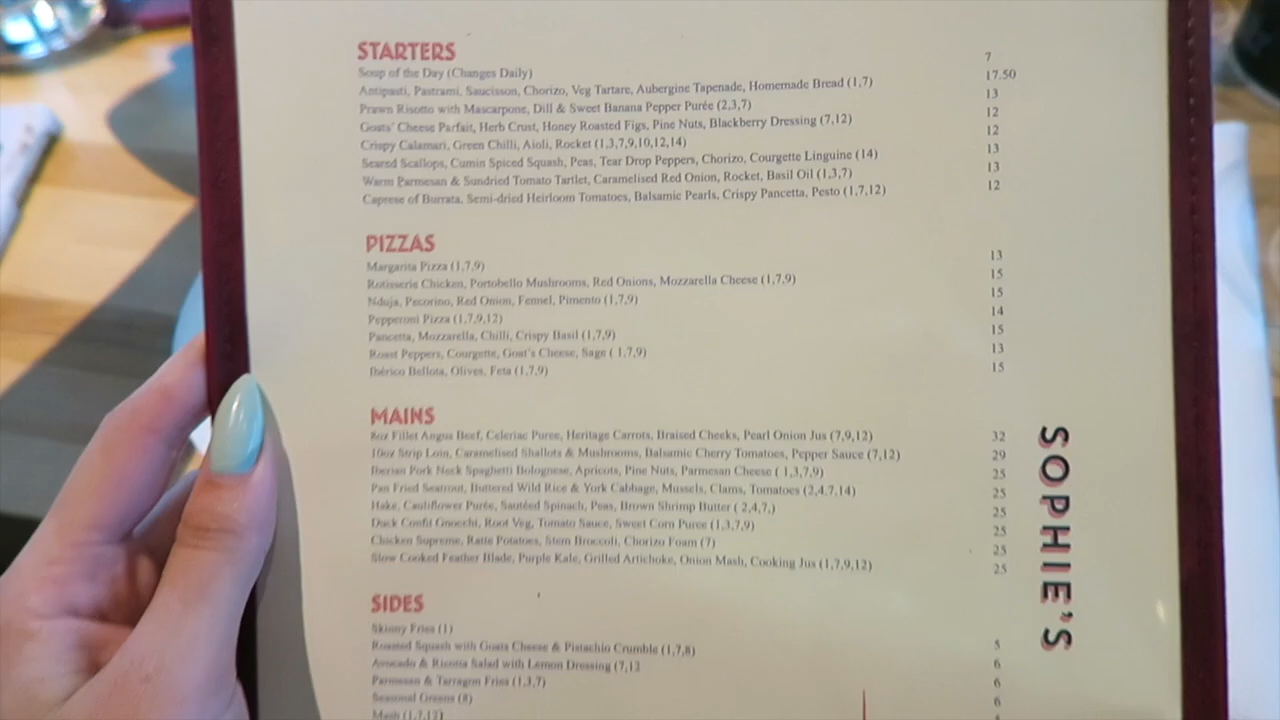 STARTERS
Soup of the Day (Changes Daily) 7
Antipasti, Pastrami, Saucisson, Chorizo, Veg Tartare, Aubergine Tapenade, Homemade Bread (1,7) 17.50
Prawn Risotto with Mascarpone, Dill & Sweet Banana Pepper Purée (2,3,7) 13
Goats' Cheese Parfait, Herb Crust, Honey Roasted Figs, Pine Nuts, Blackberry Dressing (7,12) 12
Crispy Calamari, Green Chilli, Aioli, Rocket (1,3,7,9,10,12,14) 12
Seared Scallops, Cumin Spiced Squash, Peas, Tear Drop Peppers, Chorizo, Courgette Linguine (14) 13
Warm Parmesan & Sundried Tomato Tartlet, Caramelised Red Onion, Rocket, Basil Oil (1,3,7) 13
Caprese of Burrata, Semi-dried Heirloom Tomatoes, Balsamic Pearls, Crispy Pancetta, Pesto (1,7,12) 12
PIZZAS
Margarita Pizza (1,7,9) 13
Rotisserie Chicken, Portobello Mushrooms, Red Onions, Mozzarella Cheese (1,7,9) 15
Nduja, Pecorino, Red Onion, Fennel, Pimento (1,7,9) 15
Pepperoni Pizza (1,7,9,12) 14
Pancetta, Mozzarella, Chilli, Crispy Basil (1,7,9) 15
Roast Peppers, Courgette, Goat's Cheese, Sage ( 1,7,9) 13
Ibérico Bellota, Olives, Feta (1,7,9) 15
MAINS
8oz Fillet Angus Beef, Celeriac Puree, Heritage Carrots, Braised Cheeks, Pearl Onion Jus (7,9,12) 32
10oz Strip Loin, Caramelised Shallots & Mushrooms, Balsamic Cherry Tomatoes, Pepper Sauce (7,12) 29
Iberian Pork Neck Spaghetti Bolognese, Apricots, Pine Nuts, Parmesan Cheese ( 1,3,7,9) 25
Pan Fried Seatrout, Buttered Wild Rice & York Cabbage, Mussels, Clams, Tomatoes (2,4,7,14) 25
Hake, Cauliflower Purée, Sautéed Spinach, Peas, Brown Shrimp Butter ( 2,4,7,) 25
Duck Confit Gnocchi, Root Veg, Tomato Sauce, Sweet Corn Puree (1,3,7,9) 25
Chicken Supreme, Ratte Potatoes, Stem Broccoli, Chorizo Foam (7) 25
Slow Cooked Feather Blade, Purple Kale, Grilled Artichoke, Onion Mash, Cooking Jus (1,7,9,12) 25
SIDES
Skinny Fries (1) 5
Roasted Squash with Goats Cheese & Pistachio Crumble (1,7,8) 6
Avocado & Ricotta Salad with Lemon Dressing (7,12 6
Parmesan & Tarragon Fries (1,3,7) 6
Seasonal Greens (8)
Mash (1,7,12)
SOPHIE'S